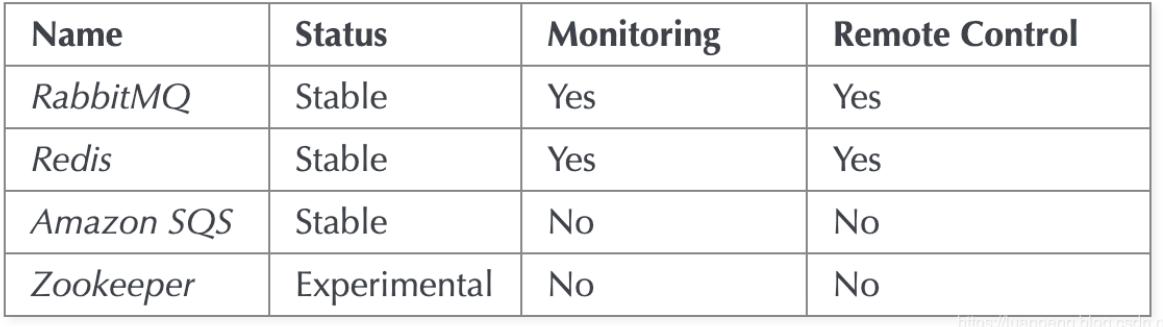 Name Status Monitoring Remote Control
RabbitMQ Stable Yes Yes
Redis Stable Yes Yes
Amazon SQS Stable No No
Zookeeper Experimental No No